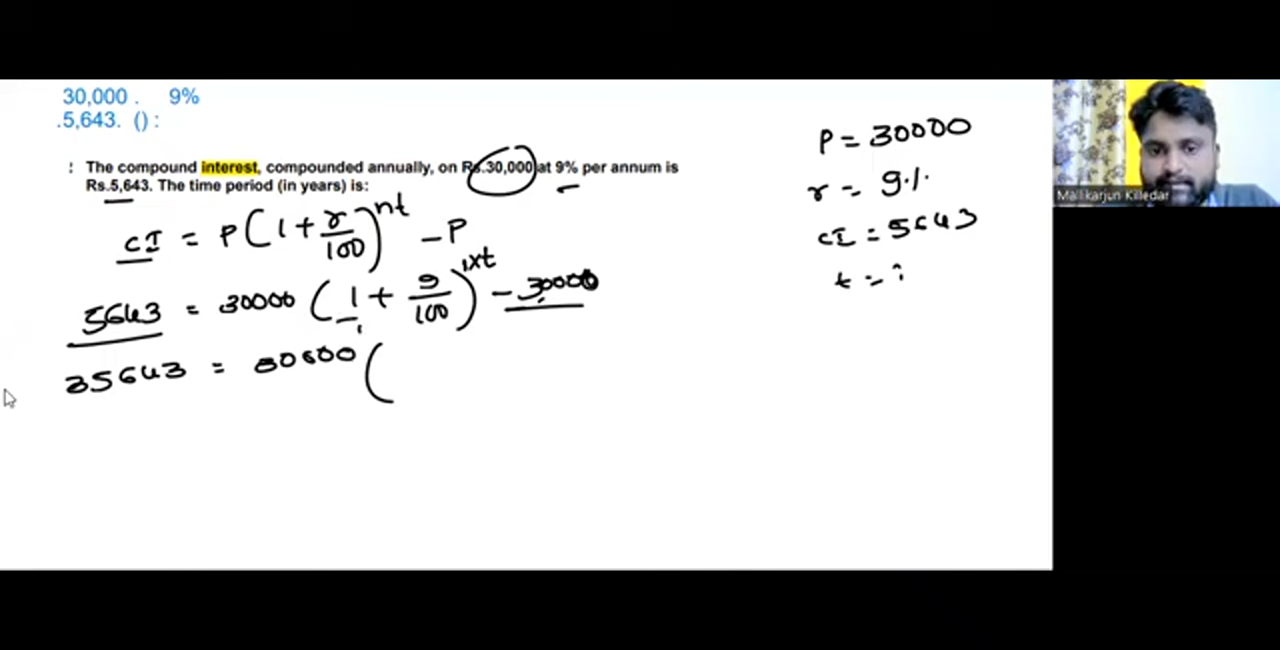 30,000 . 9%
.5,643. () :
: The compound interest, compounded annually, on Rs.30,000 at 9% per annum is
Rs.5,643. The time period (in years) is:
CI = P(1 + r/100)^nt - P
5643 = 30000 (1 + 9/100)^1xt - 30000
35643 = 30000 (
P = 30000
r = 9%
CI = 5643
t = ?
Mallikarjun Killedar